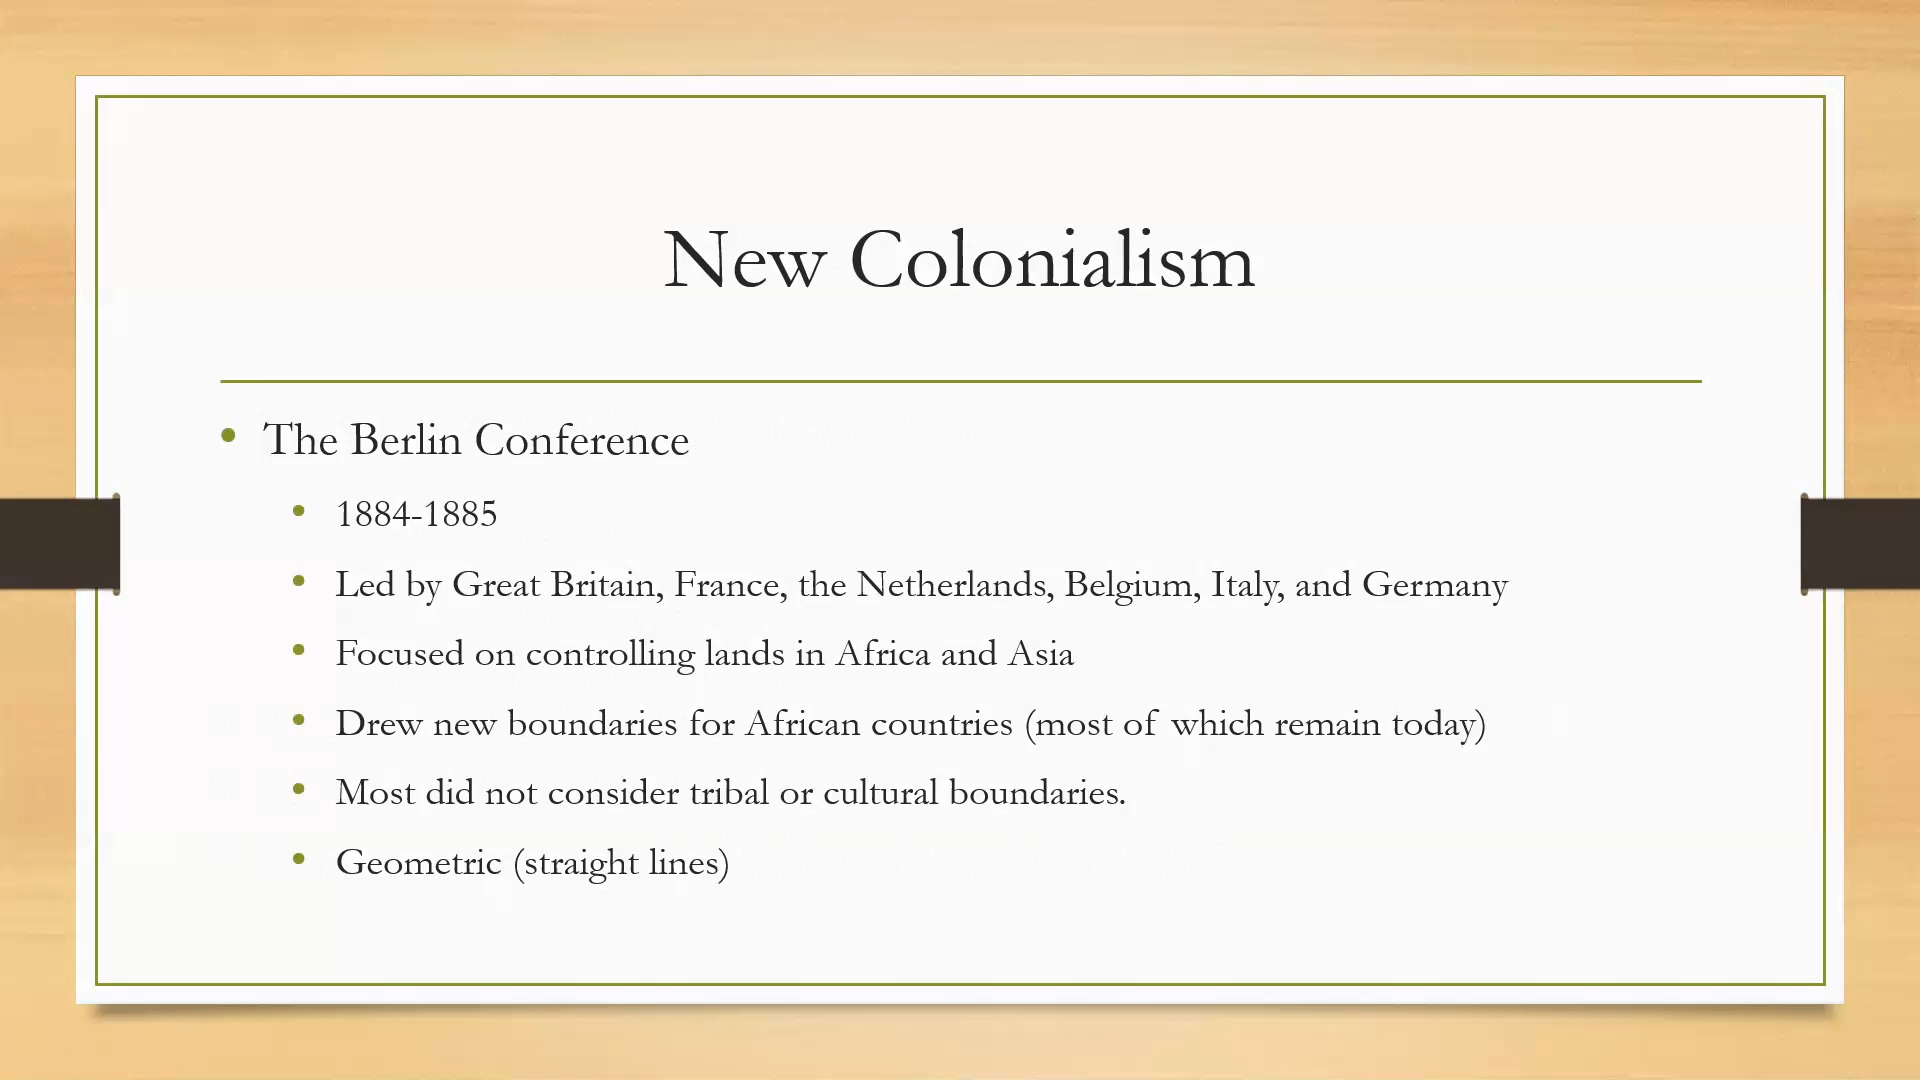 New Colonialism
The Berlin Conference
1884-1885
Led by Great Britain, France, the Netherlands, Belgium, Italy, and Germany
Focused on controlling lands in Africa and Asia
Drew new boundaries for African countries (most of which remain today)
Most did not consider tribal or cultural boundaries.
Geometric (straight lines)